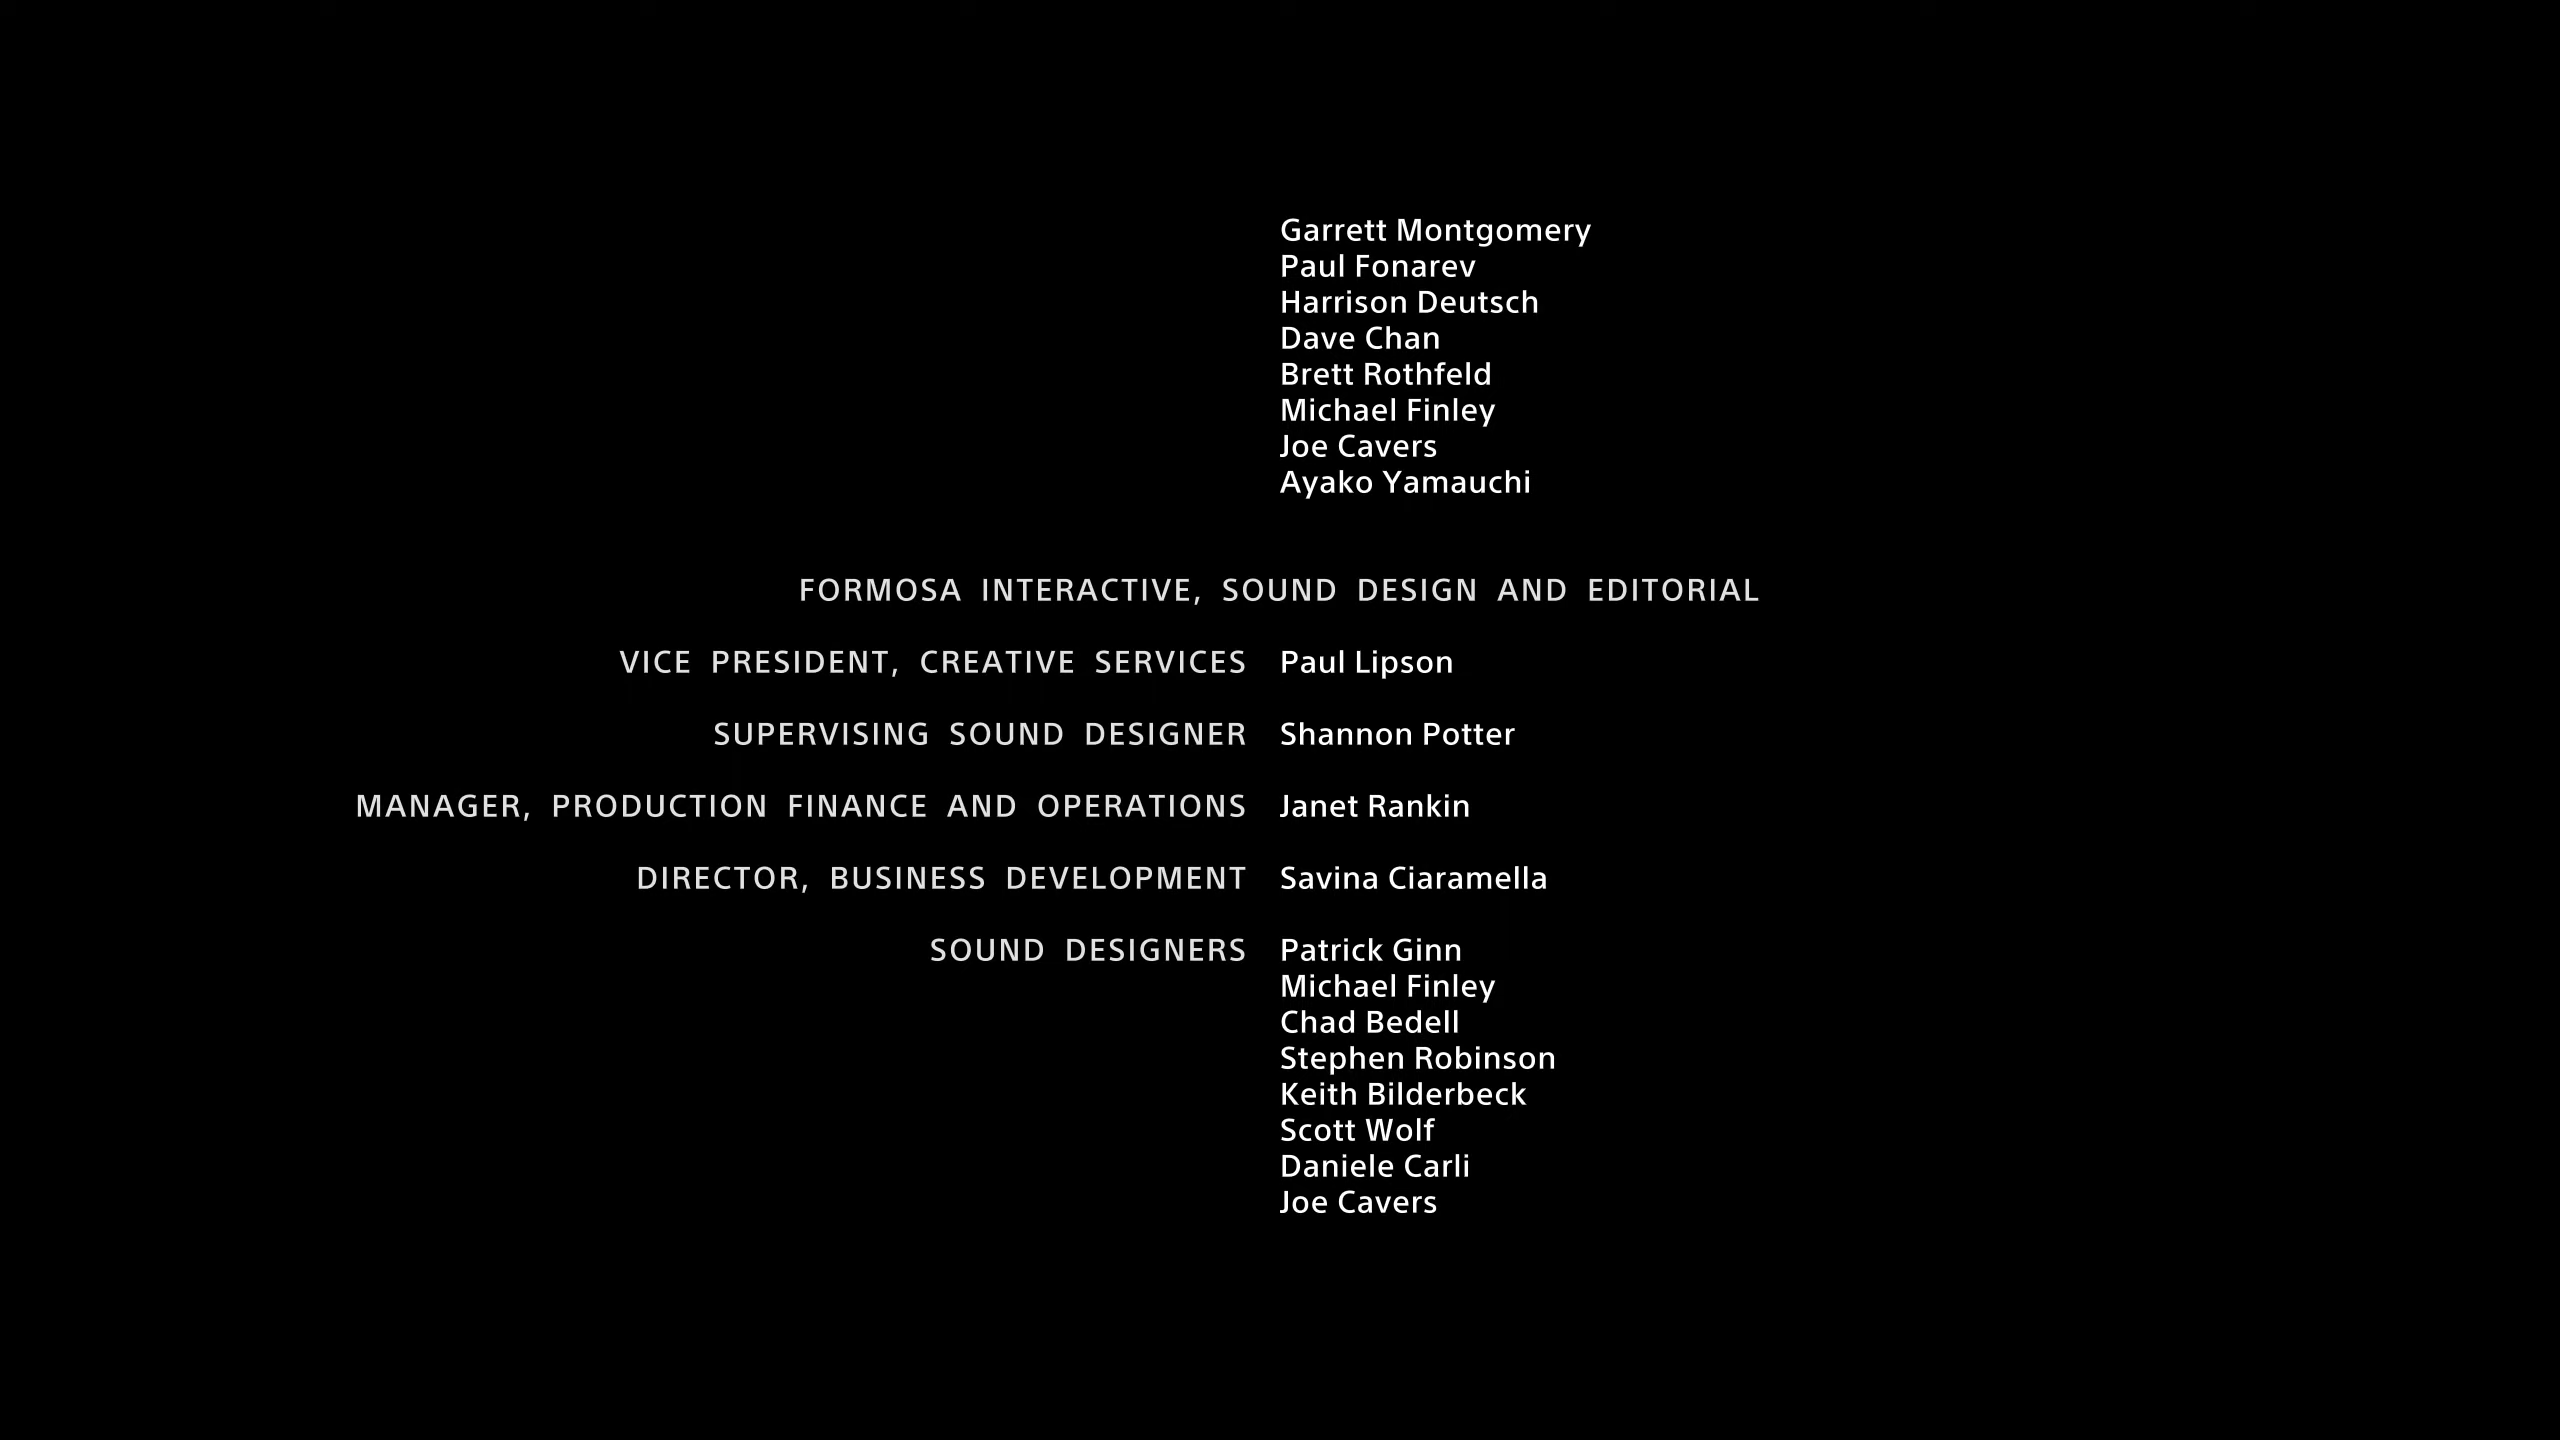 Garrett Montgomery
Paul Fonarev
Harrison Deutsch
Dave Chan
Brett Rothfeld
Michael Finley
Joe Cavers
Ayako Yamauchi
FORMOSA INTERACTIVE, SOUND DESIGN AND EDITORIAL
VICE PRESIDENT, CREATIVE SERVICES Paul Lipson
SUPERVISING SOUND DESIGNER Shannon Potter
MANAGER, PRODUCTION FINANCE AND OPERATIONS Janet Rankin
DIRECTOR, BUSINESS DEVELOPMENT Savina Ciaramella
SOUND DESIGNERS Patrick Ginn
Michael Finley
Chad Bedell
Stephen Robinson
Keith Bilderbeck
Scott Wolf
Daniele Carli
Joe Cavers